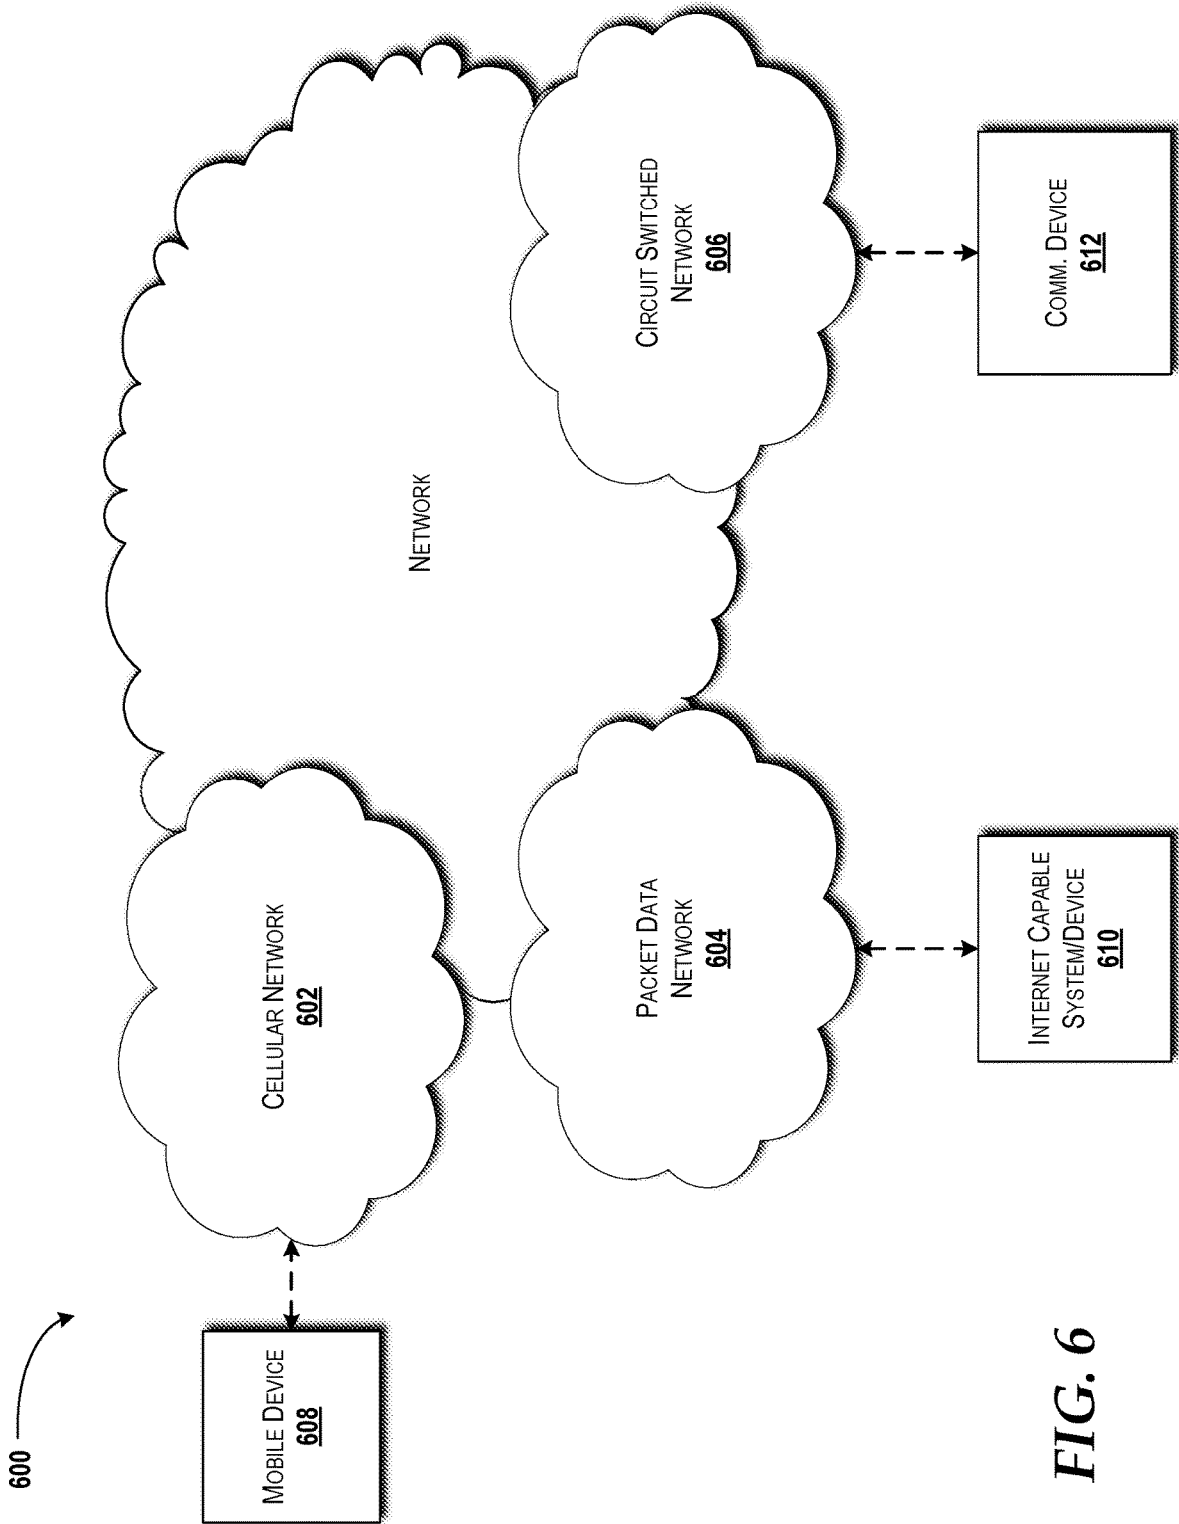 600
MOBILE DEVICE
608
CELLULAR NETWORK
602
NETWORK
PACKET DATA
NETWORK
604
CIRCUIT SWITCHED
NETWORK
606
INTERNET CAPABLE
SYSTEM/DEVICE
610
COMM. DEVICE
612
FIG. 6